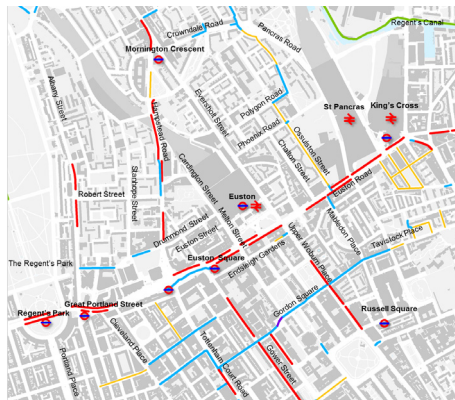 Crowndale Road
Pancras Road
Regent's Canal
Mornington Crescent
Albany Street
Hampstead Road
Eversholt Street
Polygon Road
Phoenix Road
St Pancras
King's Cross
Ossulston Street
Chalton Street
Euston Road
Cardington Street
Robert Street
Stanhope Street
Euston
Melton Street
Mabledon Place
Drummond Street
Euston Street
Upper Woburn Place
Tavistock Place
Euston Square
Endsleigh Gardens
The Regent's Park
Great Portland Street
Regent's Park
Gordon Square
Russell Square
Cleveland Place
Portland Place
Tottenham Court Road
Gower Street